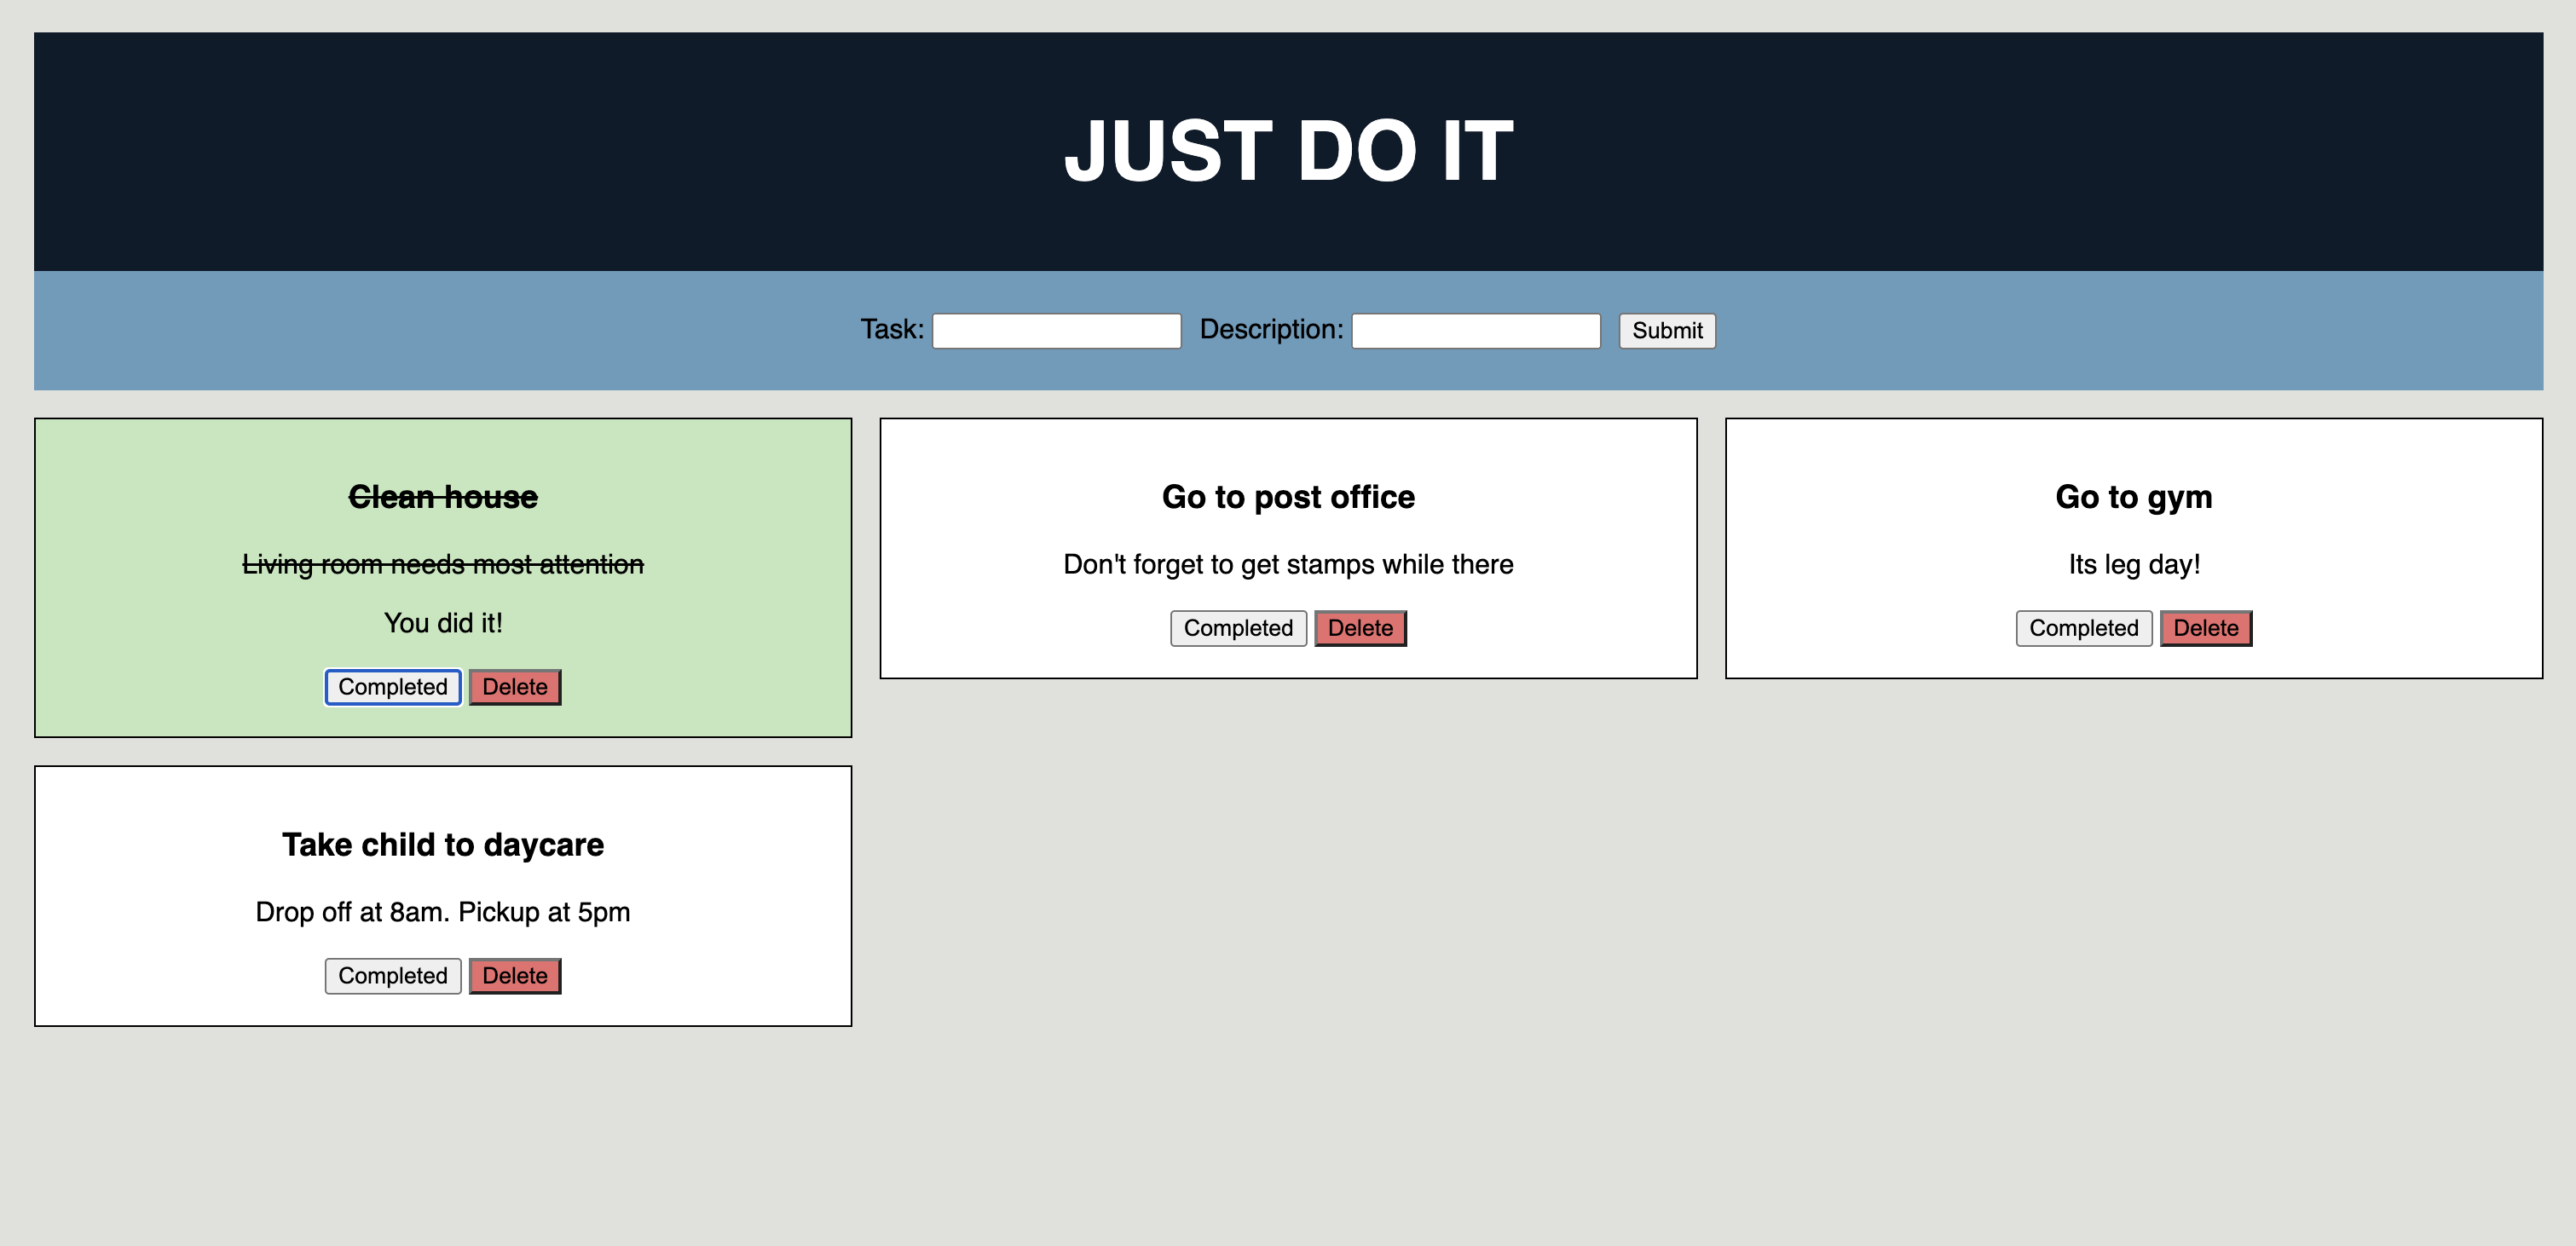 JUST DO IT
Task: Description: Submit
Clean house
Living room needs most attention
You did it!
Completed Delete
Go to post office
Don't forget to get stamps while there
Completed Delete
Go to gym
Its leg day!
Completed Delete
Take child to daycare
Drop off at 8am. Pickup at 5pm
Completed Delete